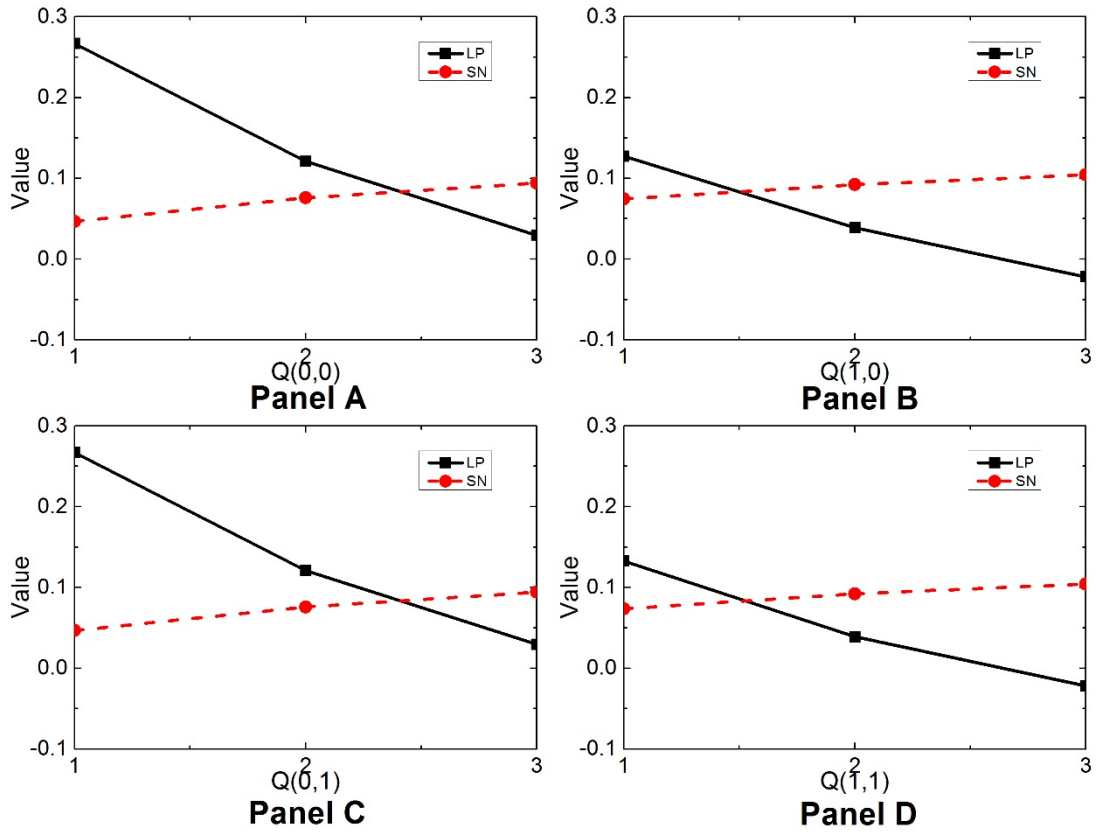 0.3
0.2
0.1
0.0
-0.1
Value
LP
SN
1
2
3
Q(0,0)
Panel A
0.3
0.2
0.1
0.0
-0.1
Value
LP
SN
1
2
3
Q(1,0)
Panel B
0.3
0.2
0.1
0.0
-0.1
Value
LP
SN
1
2
3
Q(0,1)
Panel C
0.3
0.2
0.1
0.0
-0.1
Value
LP
SN
1
2
3
Q(1,1)
Panel D